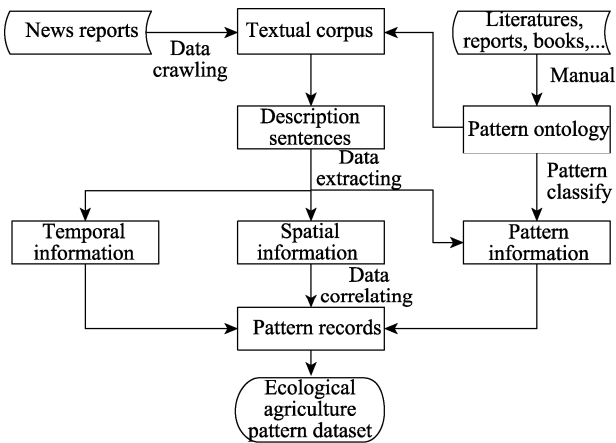 News reports
Data
crawling
Textual corpus
Literatures,
reports, books,...
Manual
Description
sentences
Pattern ontology
Data
extracting
Pattern
classify
Temporal
information
Spatial
information
Pattern
information
Data
correlating
Pattern records
Ecological
agriculture
pattern dataset